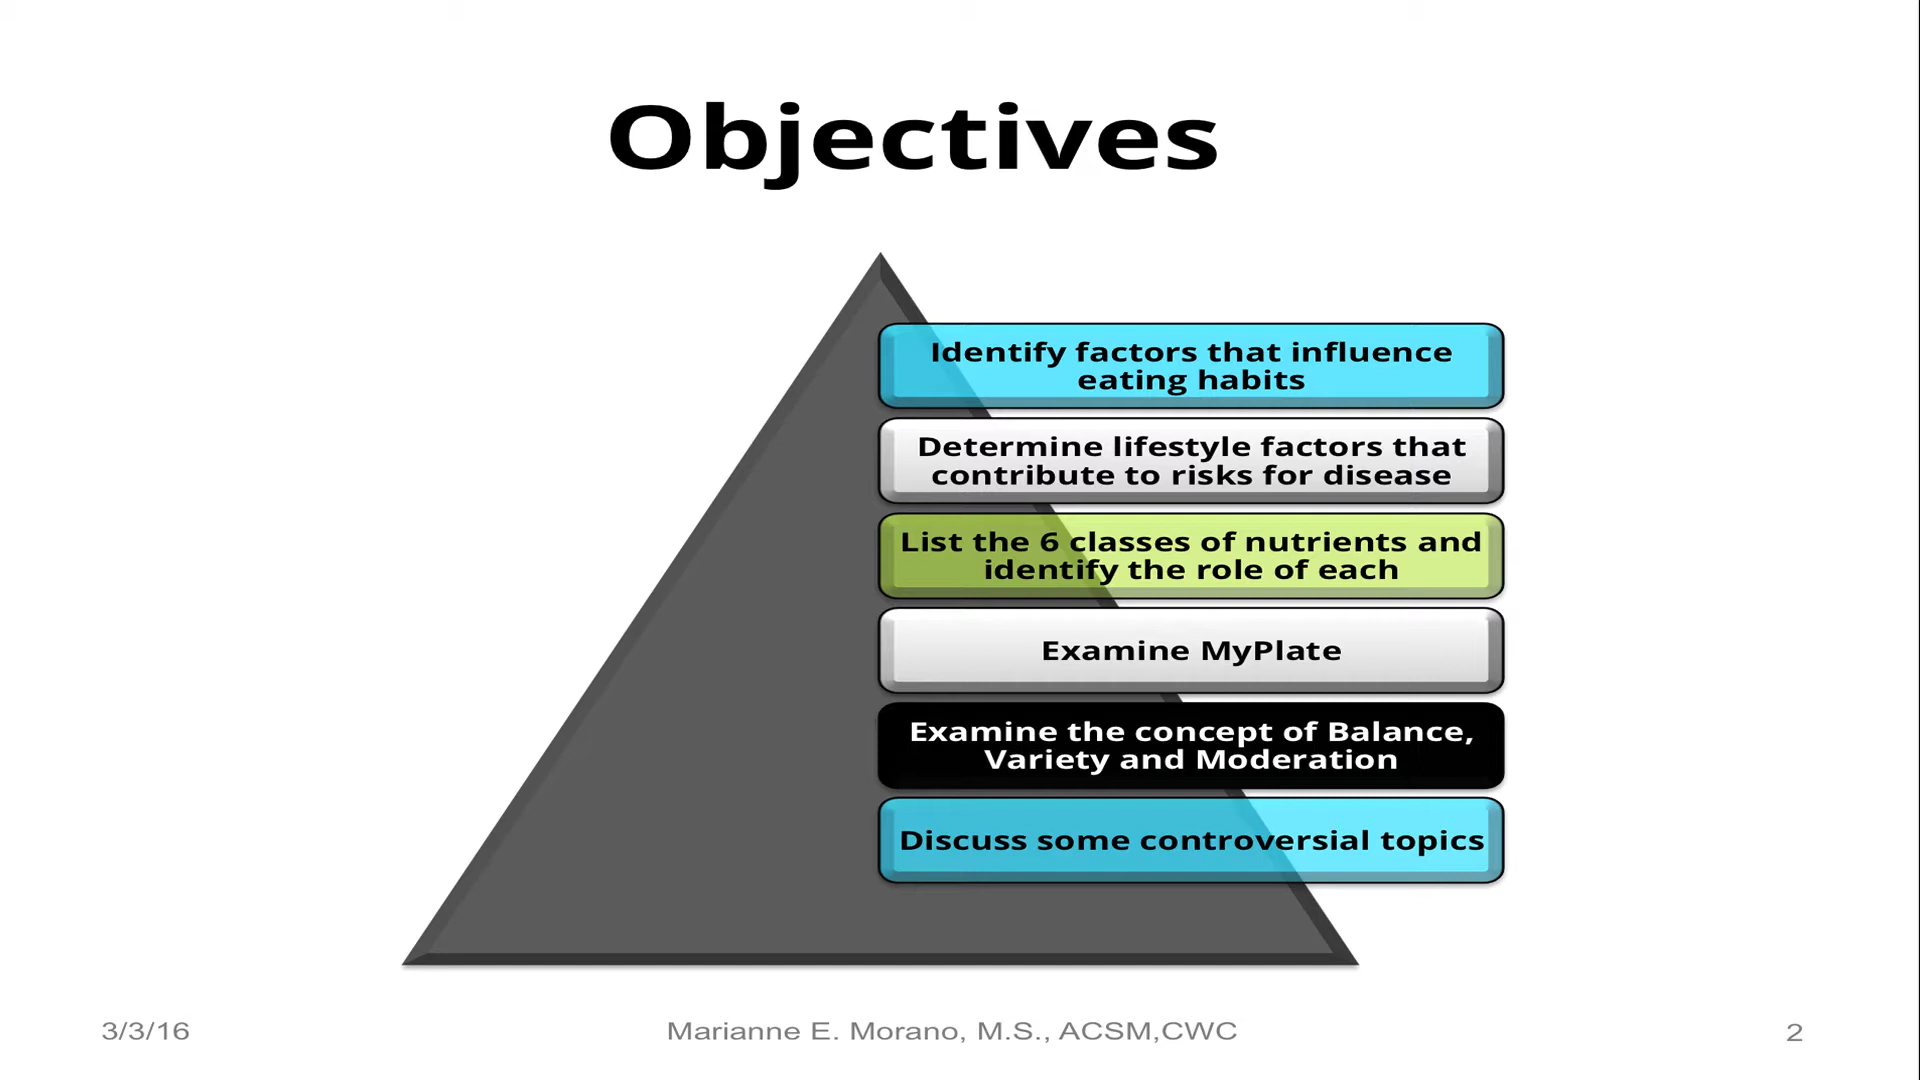 Objectives
Identify factors that influence
eating habits
Determine lifestyle factors that
contribute to risks for disease
List the 6 classes of nutrients and
identify the role of each
Examine MyPlate
Examine the concept of Balance,
Variety and Moderation
Discuss some controversial topics
3/3/16
Marianne E. Morano, M.S., ACSM,CWC
2